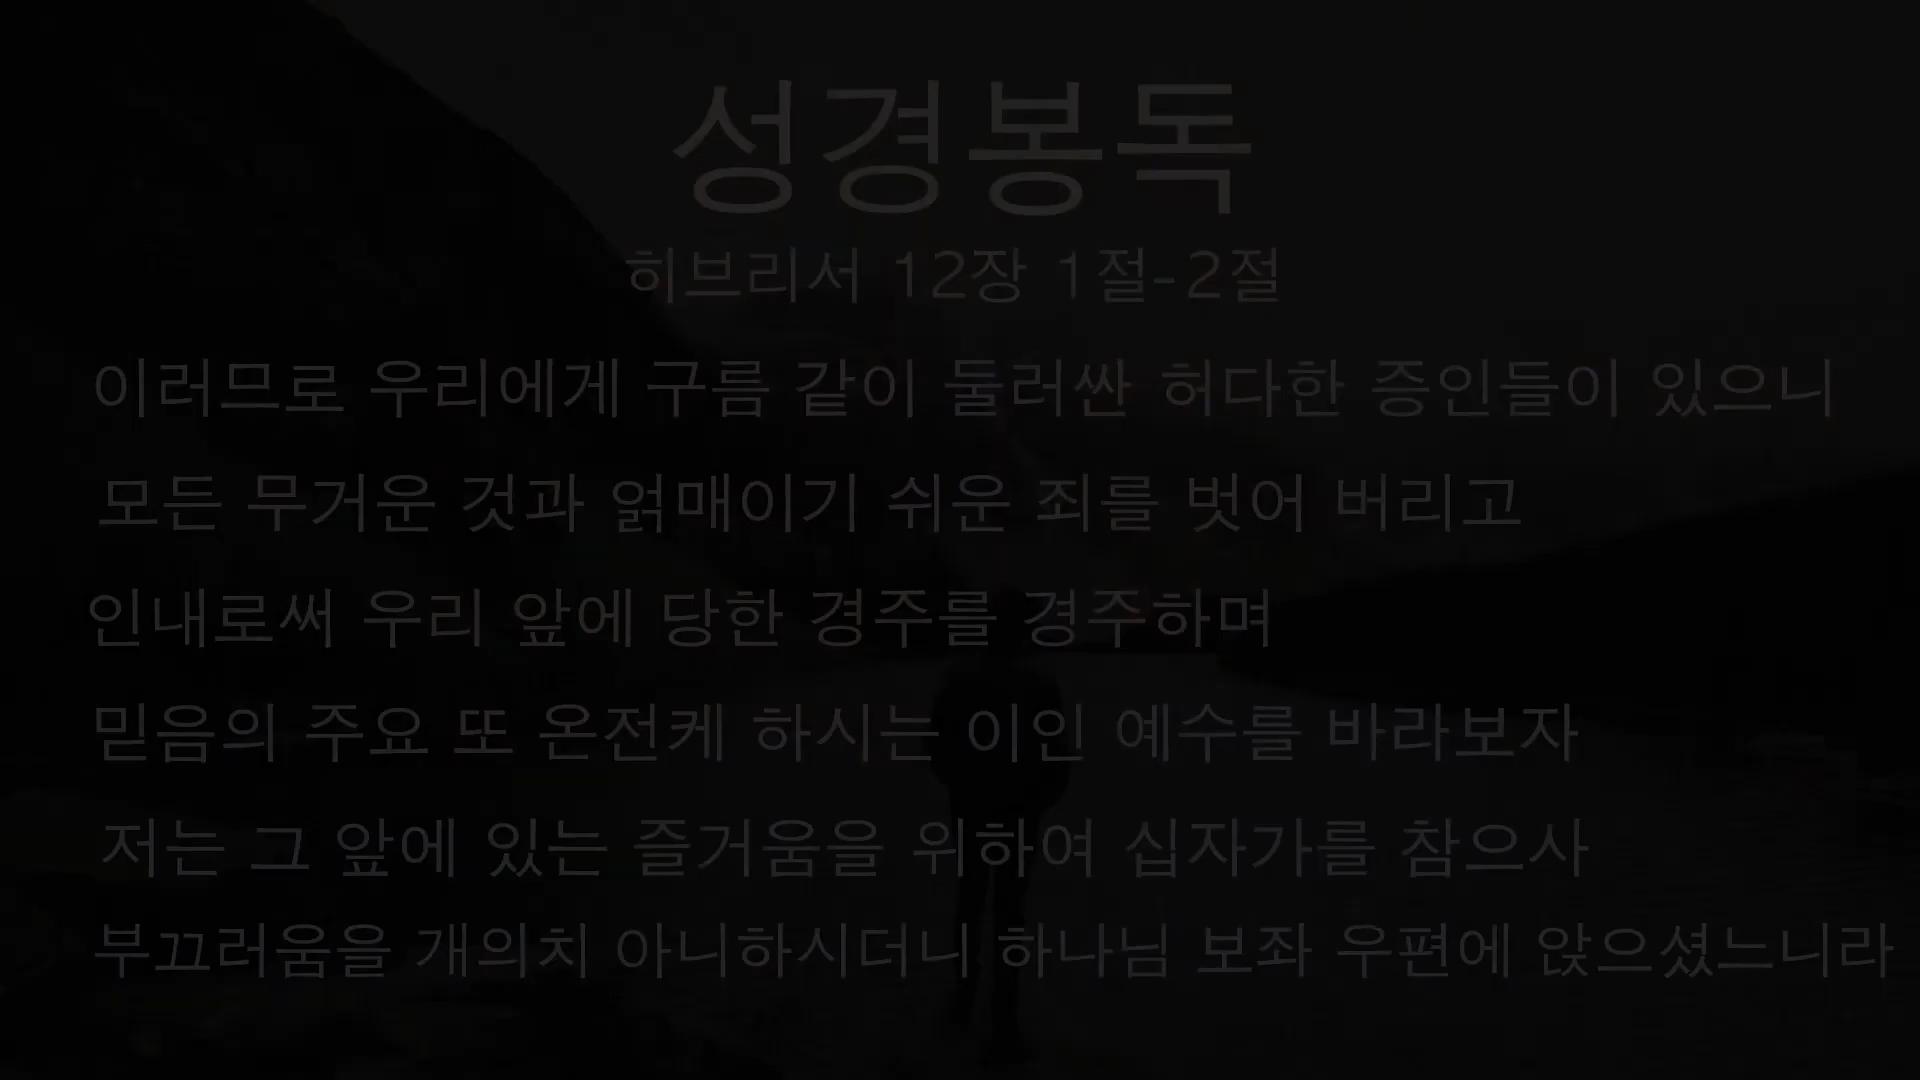 성경봉독
히브리서 12장 1절-2절
이러므로 우리에게 구름 같이 둘러싼 허다한 증인들이 있으니
모든 무거운 것과 얽매이기 쉬운 죄를 벗어 버리고
인내로써 우리 앞에 당한 경주를 경주하며
믿음의 주요 또 온전케 하시는 이인 예수를 바라보자
저는 그 앞에 있는 즐거움을 위하여 십자가를 참으사
부끄러움을 개의치 아니하시더니 하나님 보좌 우편에 앉으셨느니라